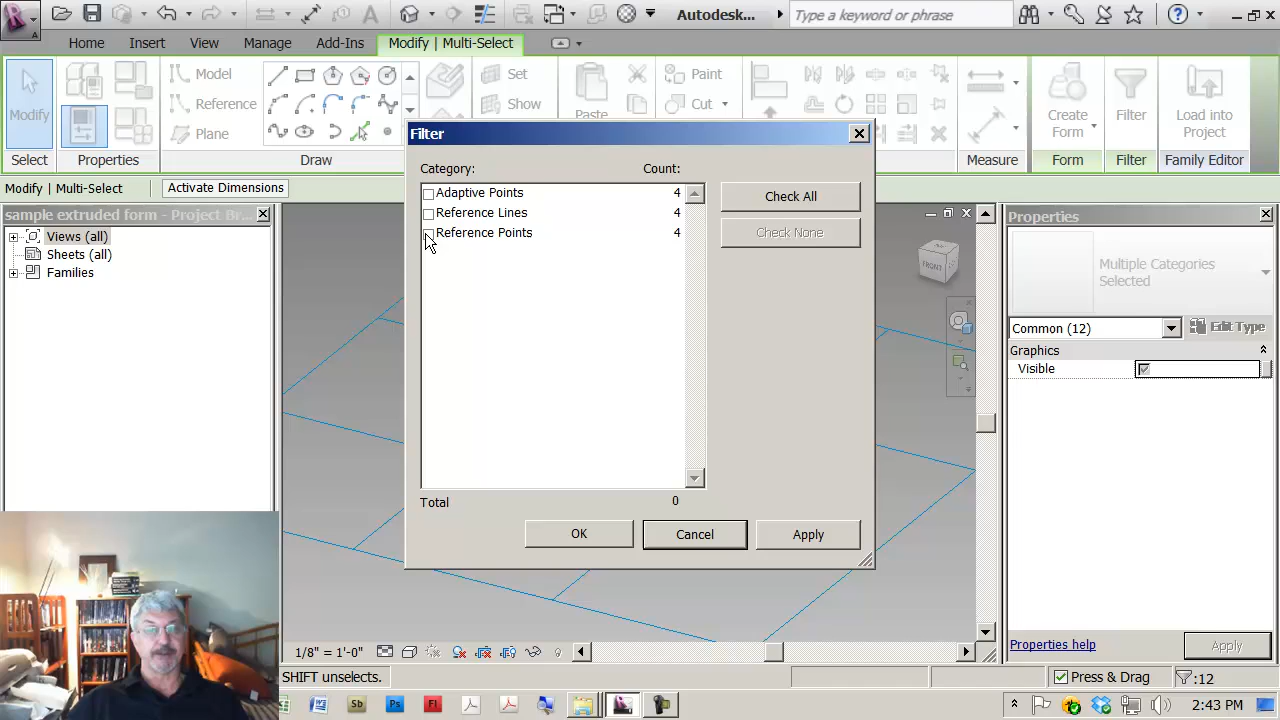 Autodesk...
Type a keyword or phrase
Home
Insert
View
Manage
Add-Ins
Modify | Multi-Select
Modify
Model
Reference
Plane
Set
Show
Paste
Paint
Cut
Create
Form
Filter
Load into
Project
Select
Properties
Draw
Measure
Form
Filter
Family Editor
Modify | Multi-Select
Activate Dimensions
sample extruded form - Project Br...
Views (all)
Sheets (all)
Families
Filter
Category:
Count:
Adaptive Points 4
Reference Lines 4
Reference Points 4
Check All
Check None
Total 0
OK
Cancel
Apply
FRONT
Properties
Multiple Categories
Selected
Common (12)
Edit Type
Graphics
Visible
Properties help
Apply
1/8" = 1'-0"
SHIFT unselects.
Press & Drag
:12
Sb
Ps
Fl
2:43 PM